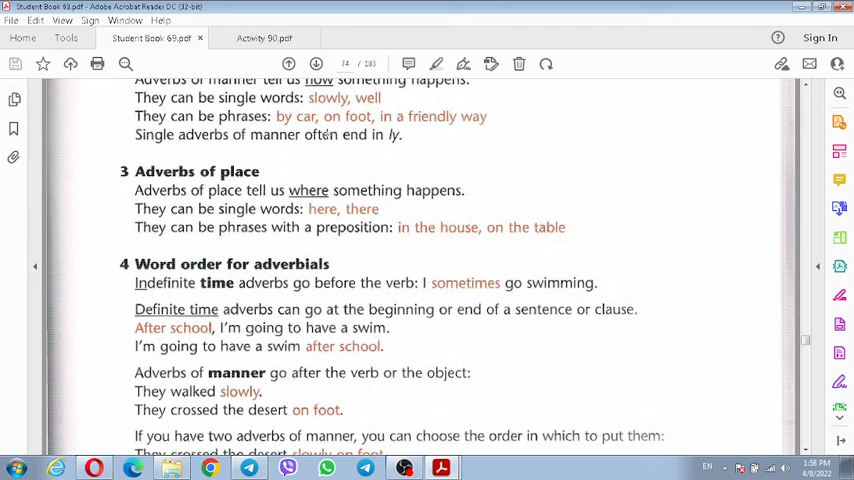 Student Book 69.pdf - Adobe Acrobat Reader DC (32-bit)
File Edit View Sign Window Help
Home Tools Student Book 69.pdf × Activity 90.pdf Sign In
74 / 103
Adverbs of manner tell us how something happens.
They can be single words: slowly, well
They can be phrases: by car, on foot, in a friendly way
Single adverbs of manner often end in ly.
3 Adverbs of place
Adverbs of place tell us where something happens.
They can be single words: here, there
They can be phrases with a preposition: in the house, on the table
4 Word order for adverbials
Indefinite time adverbs go before the verb: I sometimes go swimming.
Definite time adverbs can go at the beginning or end of a sentence or clause.
After school, I'm going to have a swim.
I'm going to have a swim after school.
Adverbs of manner go after the verb or the object:
They walked slowly.
They crossed the desert on foot.
If you have two adverbs of manner, you can choose the order in which to put them:
They crossed the desert slowly on foot.
EN
1:58 PM
4/8/2022